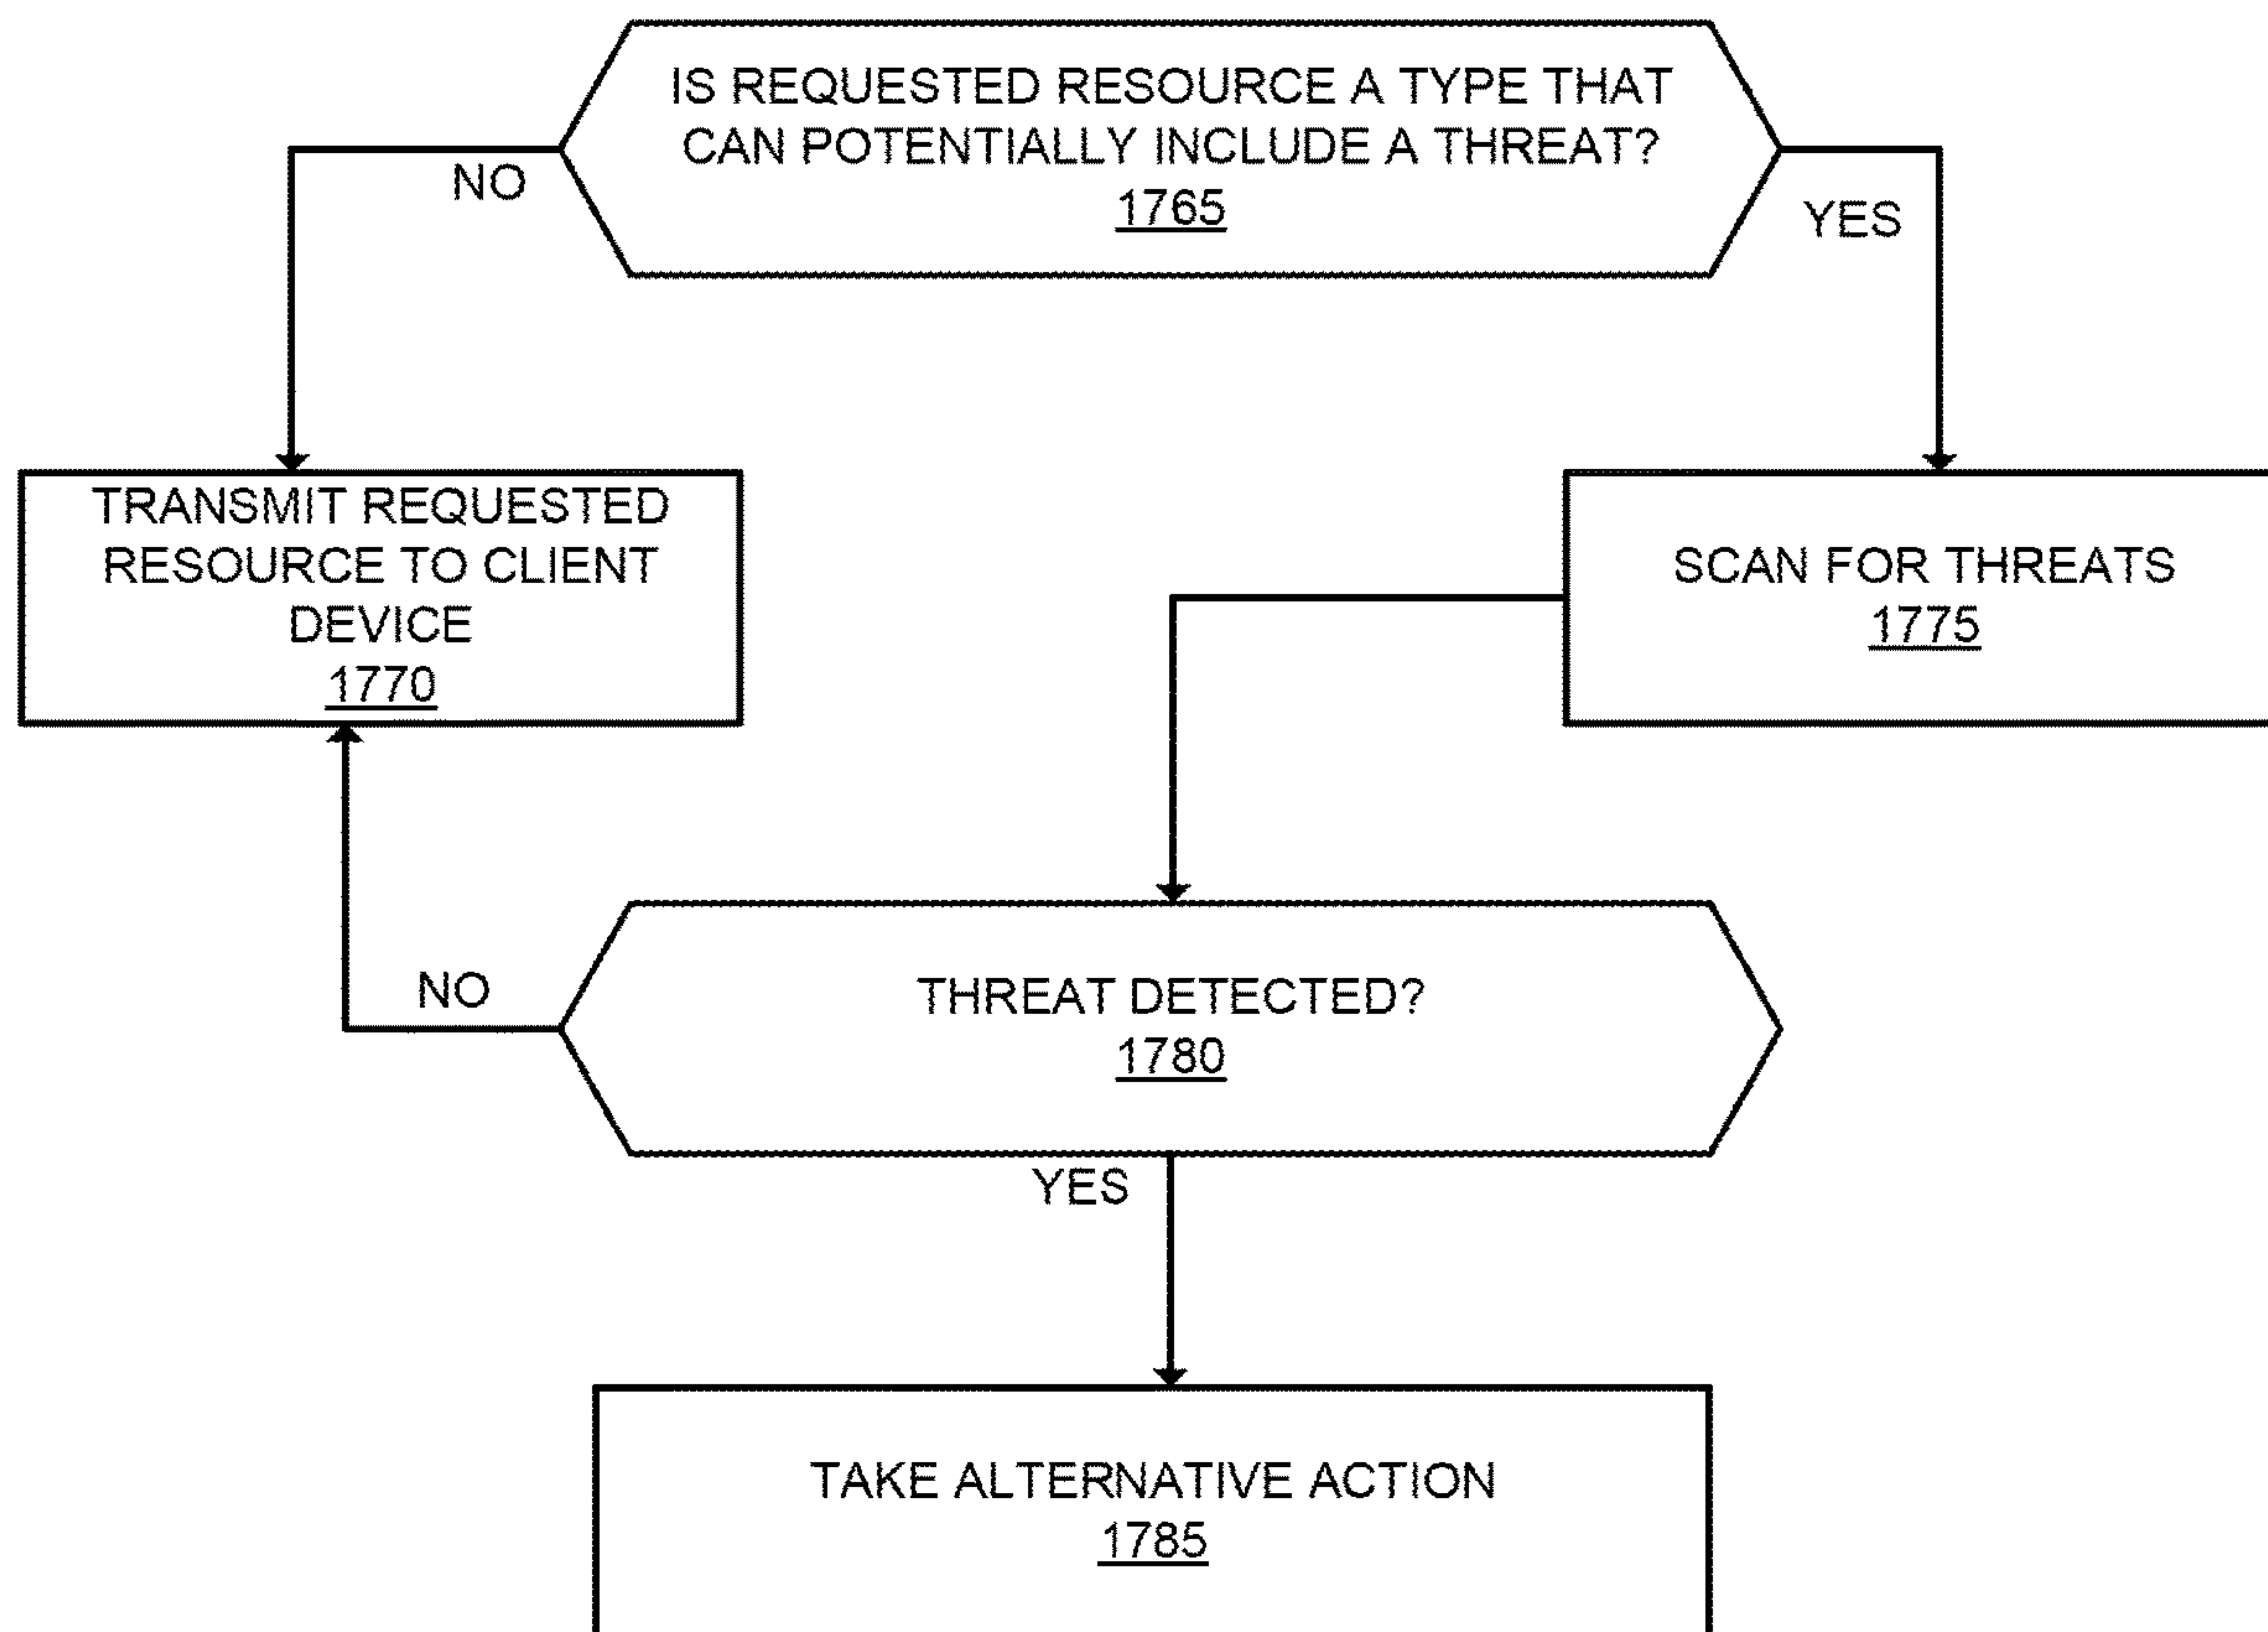 IS REQUESTED RESOURCE A TYPE THAT
CAN POTENTIALLY INCLUDE A THREAT?
1765
NO
YES
TRANSMIT REQUESTED
RESOURCE TO CLIENT
DEVICE
1770
SCAN FOR THREATS
1775
NO
THREAT DETECTED?
1780
YES
TAKE ALTERNATIVE ACTION
1785